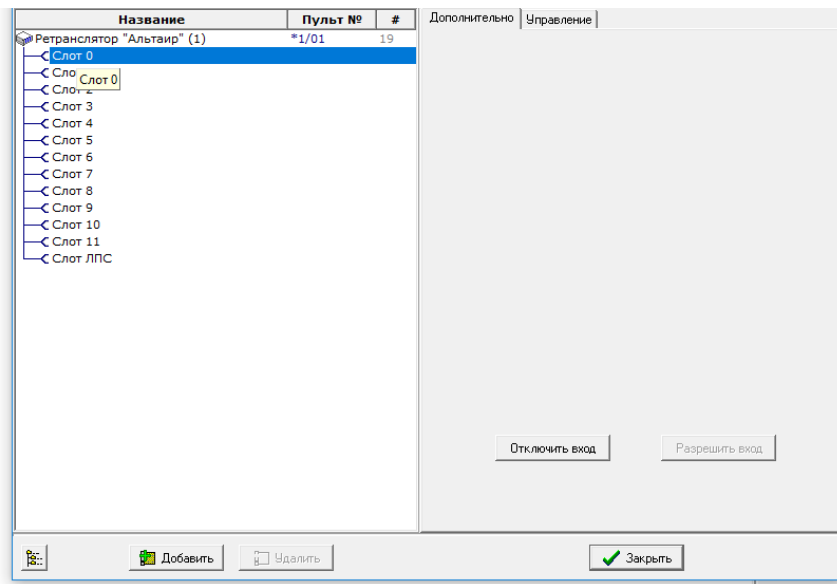 Название Пульт № # Дополнительно Управление
Ретранслятор "Альтаир" (1) *1/01 19
Слот 0
Сло
Слот 0
Слот 2
Слот 3
Слот 4
Слот 5
Слот 6
Слот 7
Слот 8
Слот 9
Слот 10
Слот 11
Слот ЛПС
Отключить вход Разрешить вход
Добавить Удалить Закрыть